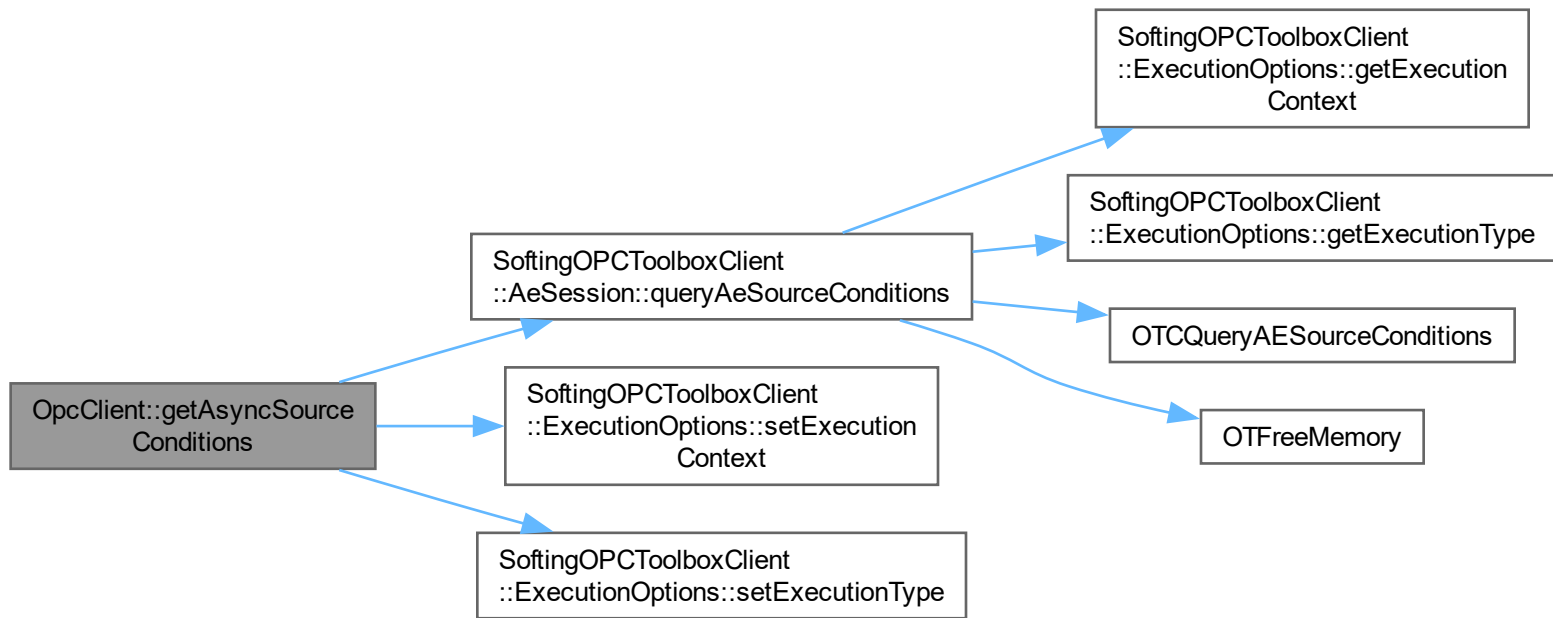 SoftingOPCToolboxClient
::ExecutionOptions::getExecution
Context
SoftingOPCToolboxClient
::ExecutionOptions::getExecutionType
SoftingOPCToolboxClient
::AeSession::queryAeSourceConditions
OTCQueryAESourceConditions
OpcClient::getAsyncSource
Conditions
SoftingOPCToolboxClient
::ExecutionOptions::setExecution
Context
OTFreeMemory
SoftingOPCToolboxClient
::ExecutionOptions::setExecutionType